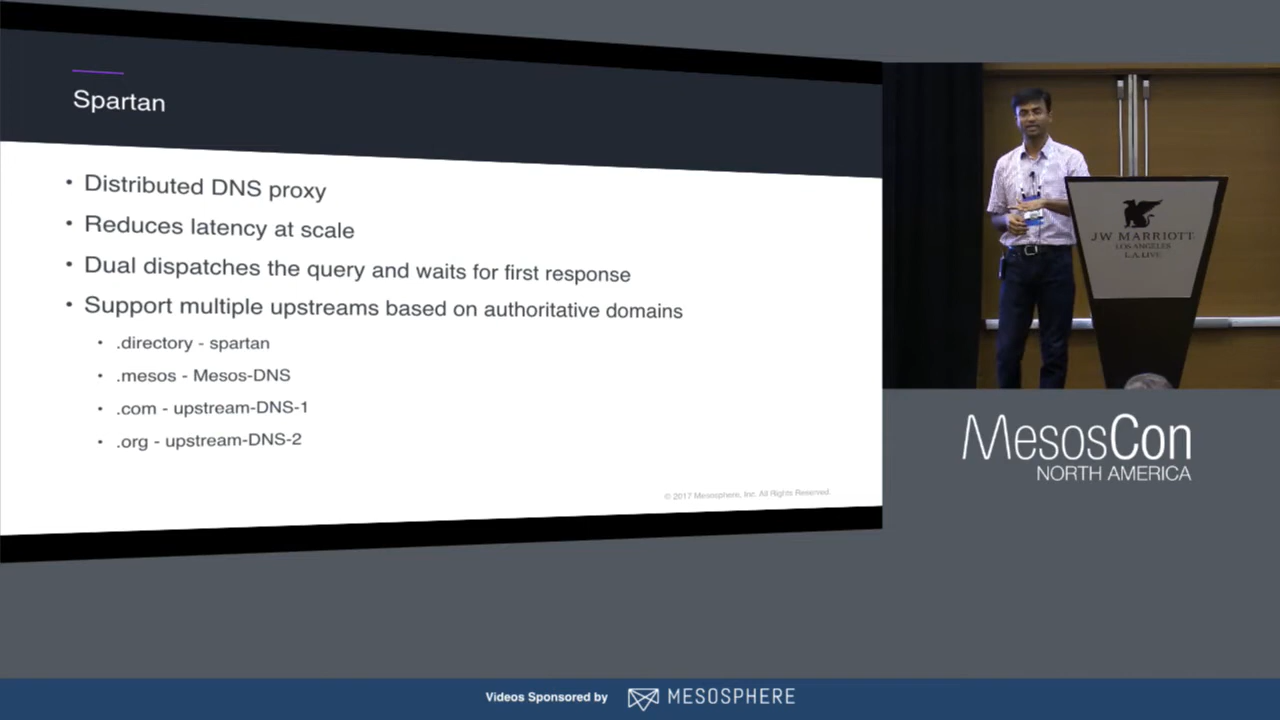 Spartan
• Distributed DNS proxy
• Reduces latency at scale
• Dual dispatches the query and waits for first response
• Support multiple upstreams based on authoritative domains
• .directory - spartan
• .mesos - Mesos-DNS
• .com - upstream-DNS-1
• .org - upstream-DNS-2
© 2017 Mesosphere, Inc. All Rights Reserved.
JW MARRIOTT
LOS ANGELES
L.A. LIVE
MesosCon
NORTH AMERICA
Videos Sponsored by MESOSPHERE